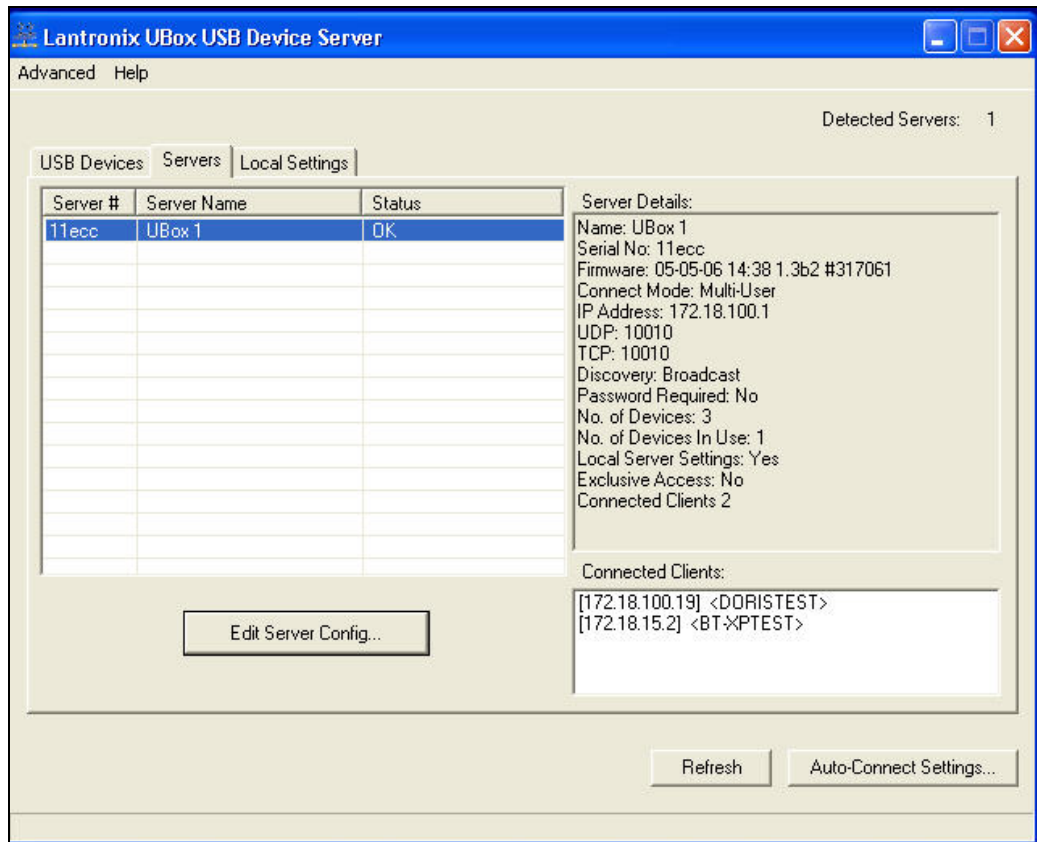 Lantronix UBox USB Device Server
Advanced Help
Detected Servers: 1
USB Devices Servers Local Settings
Server # Server Name Status
11ecc UBox 1 OK
Server Details:
Name: UBox 1
Serial No: 11ecc
Firmware: 05-05-06 14:38 1.3b2 #317061
Connect Mode: Multi-User
IP Address: 172.18.100.1
UDP: 10010
TCP: 10010
Discovery: Broadcast
Password Required: No
No. of Devices: 3
No. of Devices In Use: 1
Local Server Settings: Yes
Exclusive Access: No
Connected Clients 2
Connected Clients:
[172.18.100.19] <DORISTEST>
[172.18.15.2] <BT-XPTEST>
Edit Server Config...
Refresh Auto-Connect Settings...